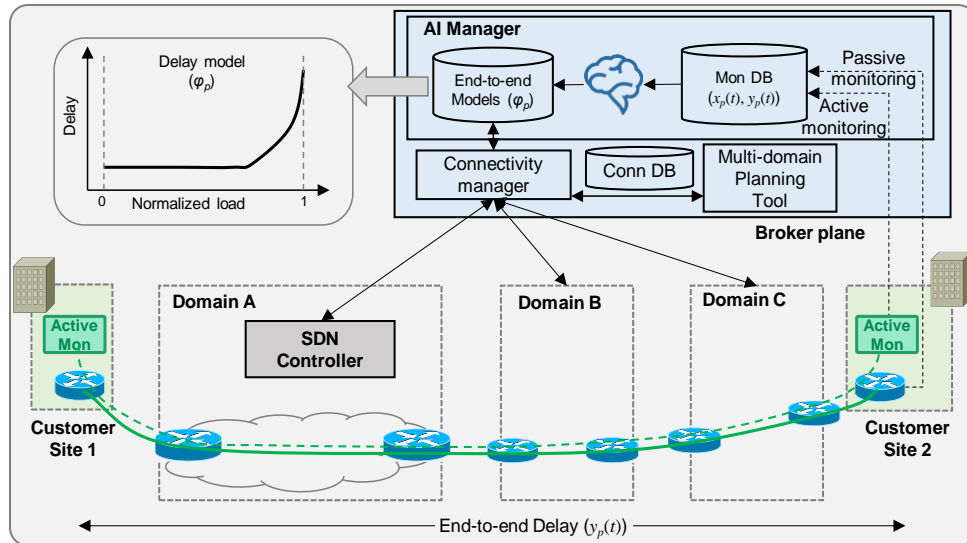 AI Manager
Delay model
(φₚ)
Delay
0
Normalized load
1
End-to-end
Models (φₚ)
Mon DB
(xₚ(t), yₚ(t))
Passive
monitoring
Active
monitoring
Connectivity
manager
Conn DB
Multi-domain
Planning
Tool
Broker plane
Domain A
Domain B
Domain C
SDN
Controller
Active
Mon
Active
Mon
Customer
Site 1
Customer
Site 2
End-to-end Delay (yₚ(t))